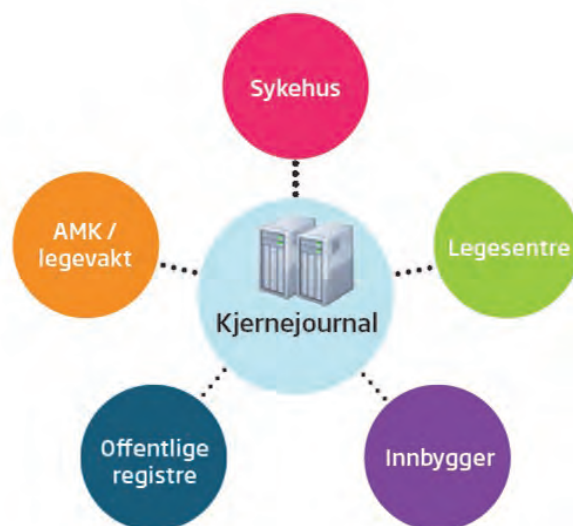 Sykehus
AMK /
legevakt
Legesentre
Kjernejournal
Offentlige
registre
Innbygger